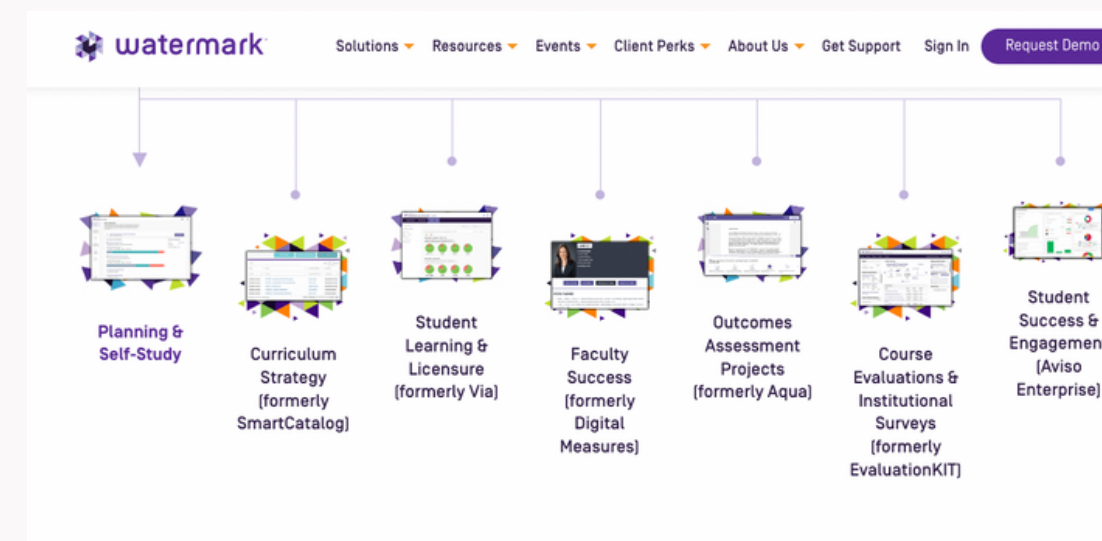 watermark
Solutions Resources Events Client Perks About Us Get Support Sign In Request Demo
Planning &
Self-Study
Curriculum
Strategy
(formerly
SmartCatalog)
Student
Learning &
Licensure
(formerly Via)
Faculty
Success
(formerly
Digital
Measures)
Outcomes
Assessment
Projects
(formerly Aqua)
Course
Evaluations &
Institutional
Surveys
(formerly
EvaluationKIT)
Student
Success &
Engagemen
(Aviso
Enterprise)